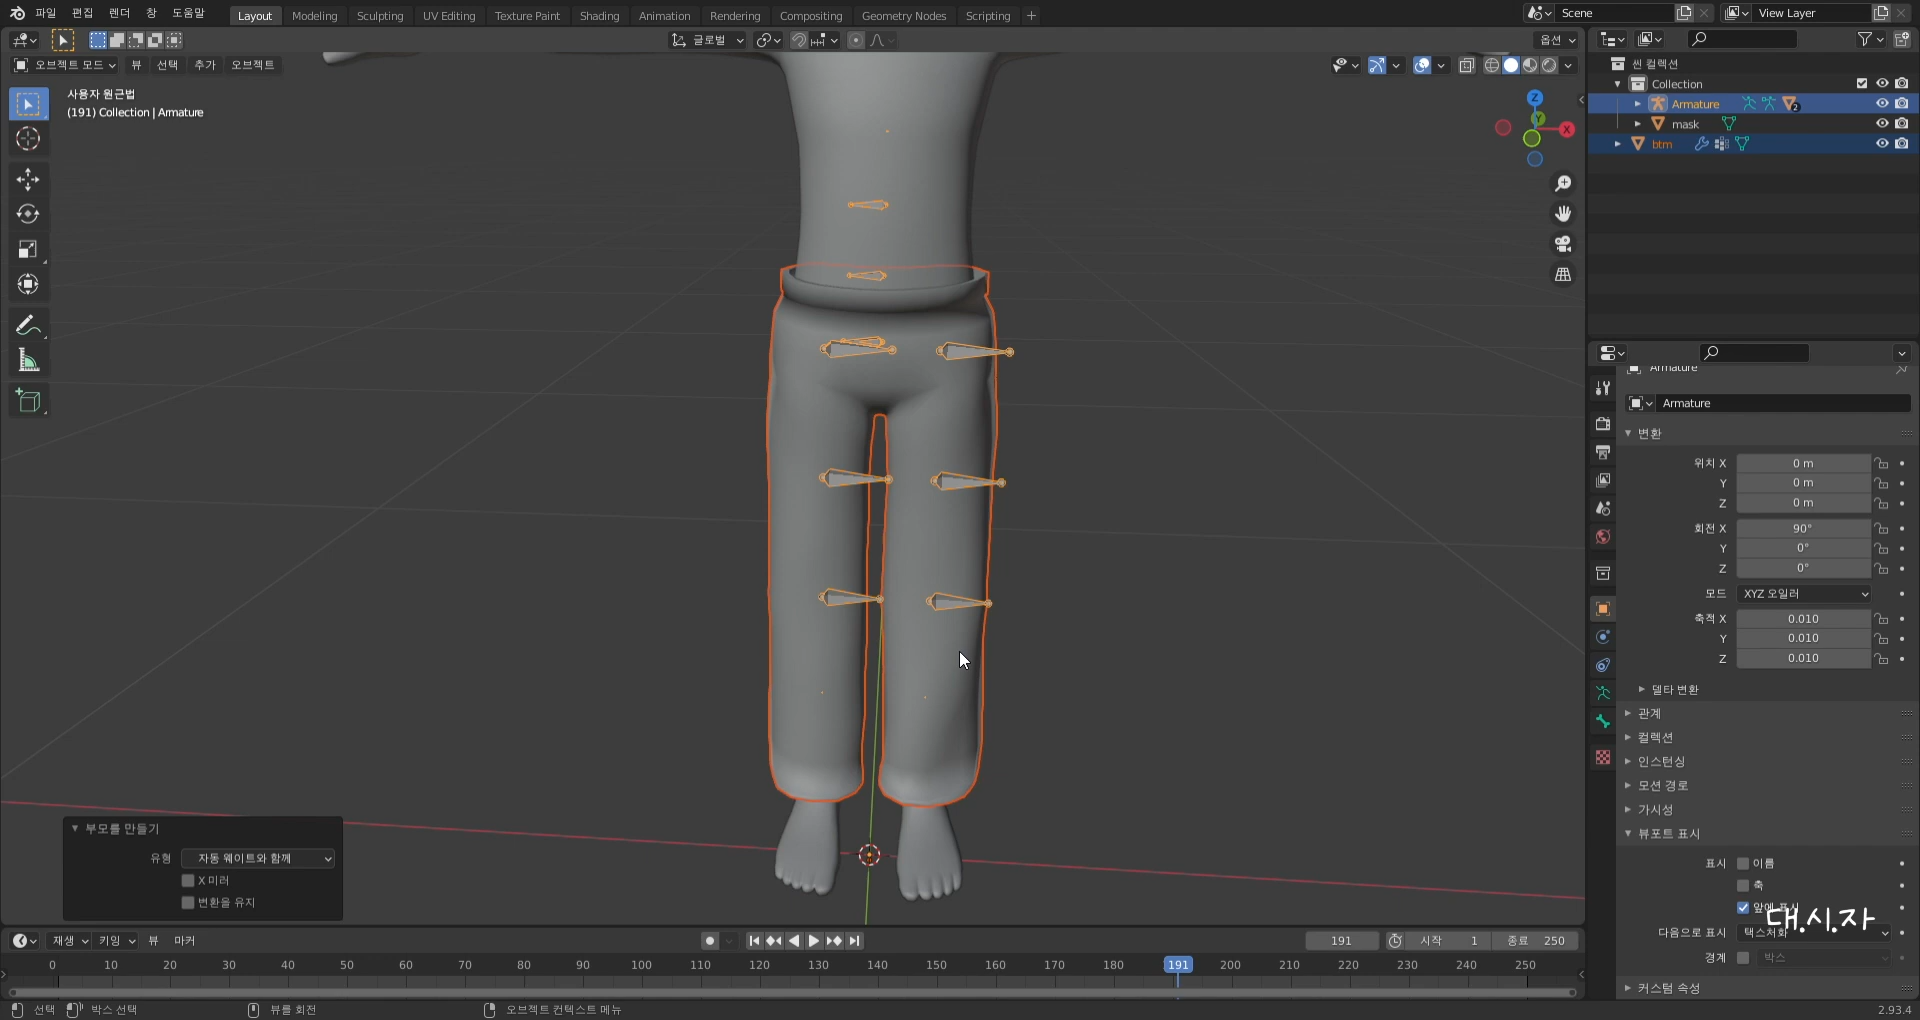 파일 편집 렌더 창 도움말 Layout Modeling Sculpting UV Editing Texture Paint Shading Animation Rendering Compositing Geometry Nodes Scripting + Scene View Layer
글로벌 옵션
오브젝트 모드 뷰 선택 추가 오브젝트
사용자 원근법
(191) Collection | Armature
Z
Y
X
씬 컬렉션
Collection
Armature 2
mask
btm
Armature
Armature
변환
위치 X 0 m
Y 0 m
Z 0 m
회전 X 90°
Y 0°
Z 0°
모드 XYZ 오일러
축적 X 0.010
Y 0.010
Z 0.010
델타 변환
관계
컬렉션
인스턴싱
모션 경로
가시성
뷰포트 표시
표시 이름
축
앞에 표시
대.시.자
다음으로 표시 텍스처화
경계 박스
커스텀 속성
부모를 만들기
유형 자동 웨이트와 함께
X 미러
변환을 유지
재생 키잉 뷰 마커 191 시작 1 종료 250
0 10 20 30 40 50 60 70 80 90 100 110 120 130 140 150 160 170 180 191 200 210 220 230 240 250
선택 박스 선택 뷰를 회전 오브젝트 컨텍스트 메뉴 2.93.4